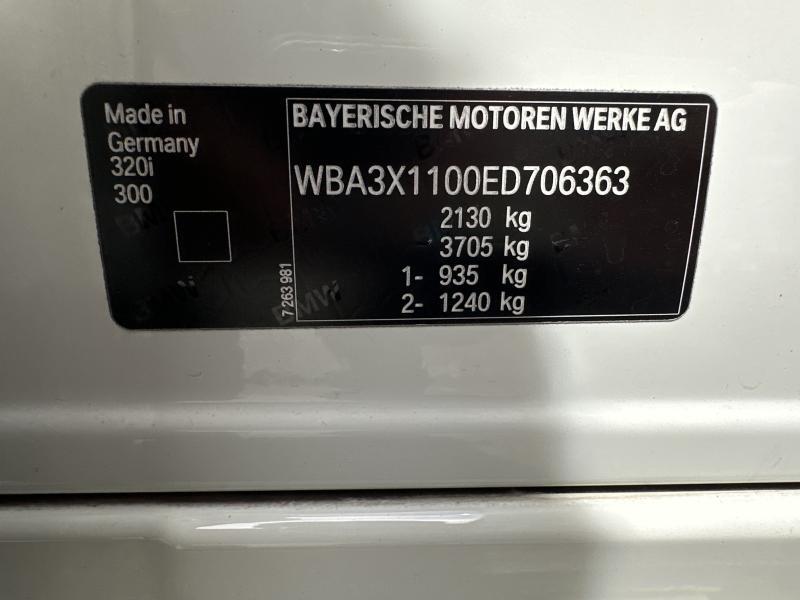 Made in
Germany
320i
300
BAYERISCHE MOTOREN WERKE AG
WBA3X1100ED706363
2130 kg
- 3705 kg
1- 935 kg
2- 1240 kg
7 263 981
BMW